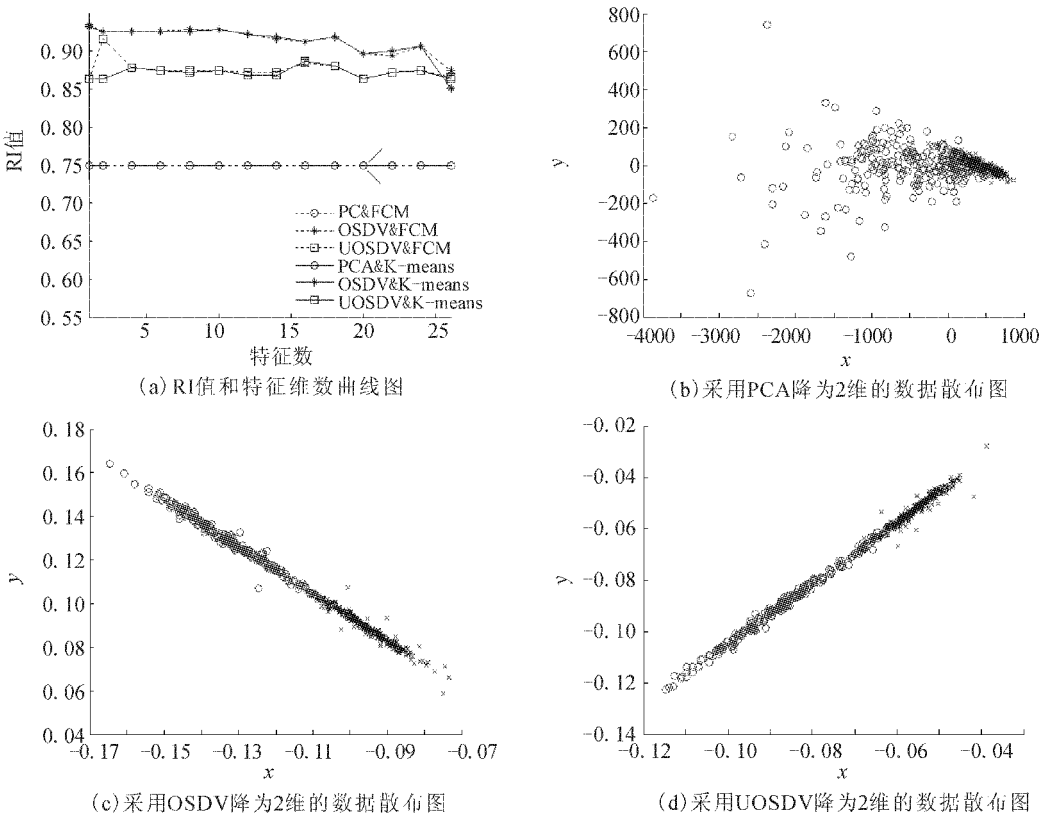 0. 90
0. 85
0. 80
0. 75
0. 70
0. 65
0. 60
0. 55
RI值
5 10 15 20 25
特征数
PC&FCM
OSDV&FCM
UOSDV&FCM
PCA&K-means
OSDV&K-means
UOSDV&K-means
(a) RI值和特征维数曲线图
800
600
400
200
0
−200
−400
−600
−800
y
−4000 −3000 −2000 −1000 0 1000
x
(b) 采用PCA降为2维的数据散布图
0. 18
0. 16
0. 14
0. 12
0. 10
0. 08
0. 06
0. 04
y
−0.17 −0.15 −0.13 −0.11 −0.09 −0.07
x
(c) 采用OSDV降为2维的数据散布图
−0. 02
−0. 04
−0. 06
−0. 08
−0. 10
−0. 12
−0. 14
y
−0.12 −0.10 −0.08 −0.06 −0.04
x
(d) 采用UOSDV降为2维的数据散布图